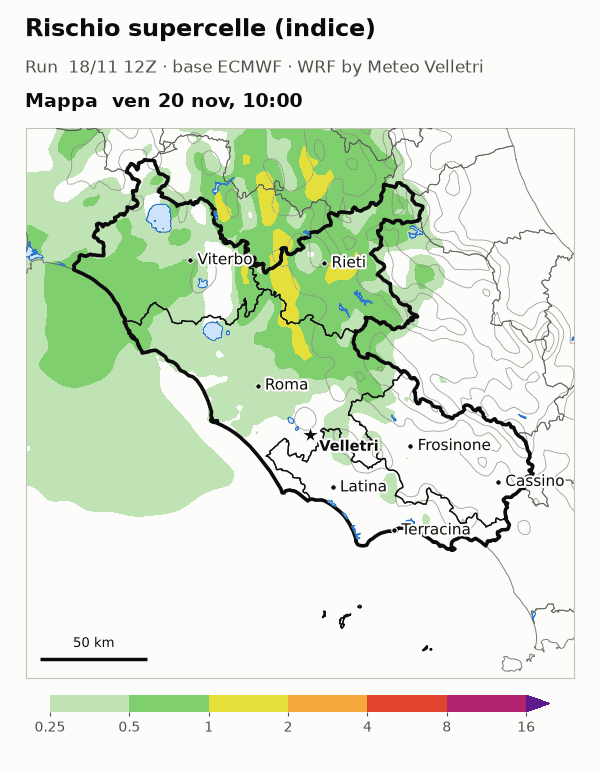 Rischio supercelle (indice)
Run  18/11 12Z · base ECMWF · WRF by Meteo Velletri
Mappa  ven 20 nov, 10:00
Viterbo
Rieti
Roma
Velletri
Frosinone
Latina
Cassino
Terracina
50 km
0.25 0.5 1 2 4 8 16